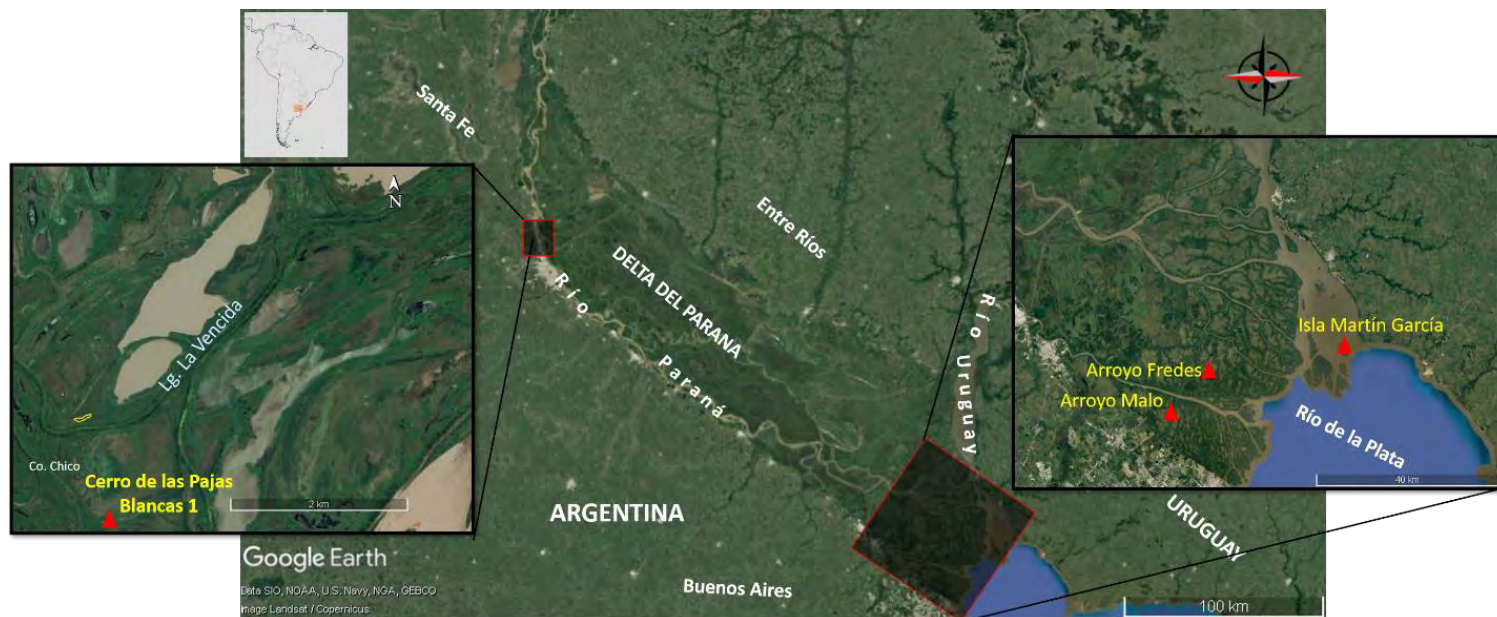 Santa Fe
Entre Ríos
DELTA DEL PARANA
Río Paraná
Río Uruguay
ARGENTINA
URUGUAY
Buenos Aires
Google Earth
Data SIO, NOAA, U.S. Navy, NGA, GEBCO
Image Landsat / Copernicus
100 km
N
Lg. La Vencida
Co. Chico
Cerro de las Pajas
Blancas 1
2 km
Isla Martín García
Arroyo Fredes
Arroyo Malo
Río de la Plata
40 km